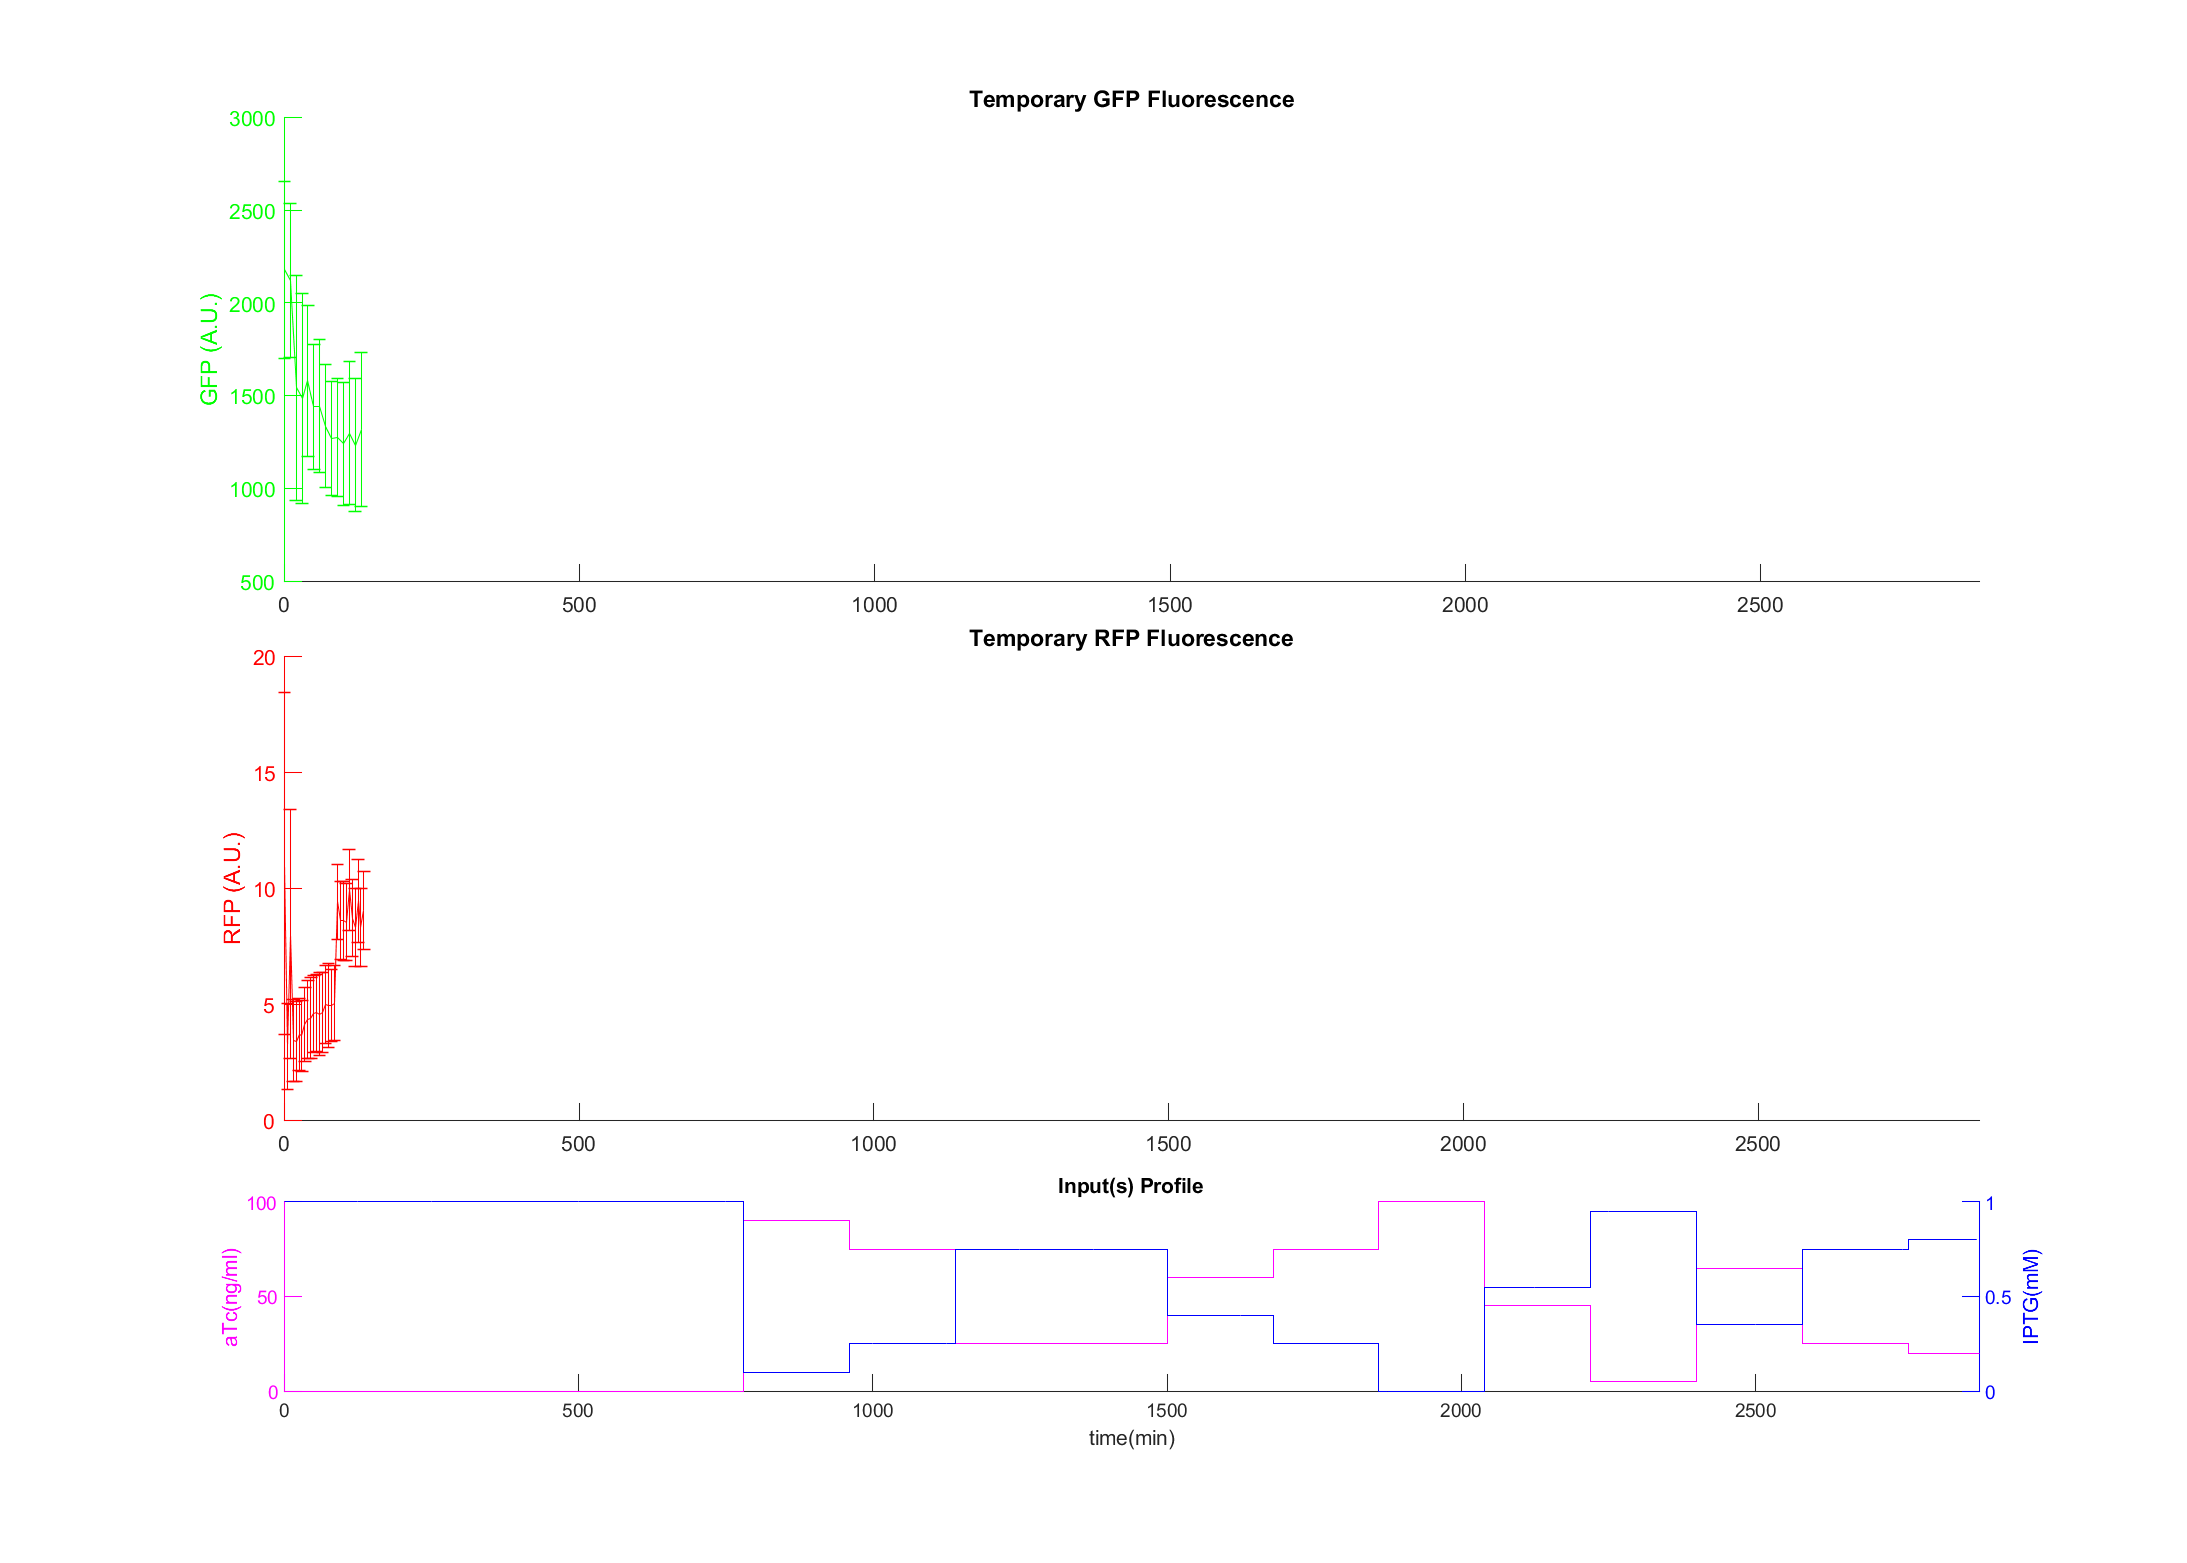 Temporary GFP Fluorescence
3000
2500
2000
1500
1000
500
GFP (A.U.)
0 500 1000 1500 2000 2500
Temporary RFP Fluorescence
20
15
10
5
0
RFP (A.U.)
0 500 1000 1500 2000 2500
Input(s) Profile
100
50
0
aTc(ng/ml)
1
0.5
0
IPTG(mM)
0 500 1000 1500 2000 2500
time(min)